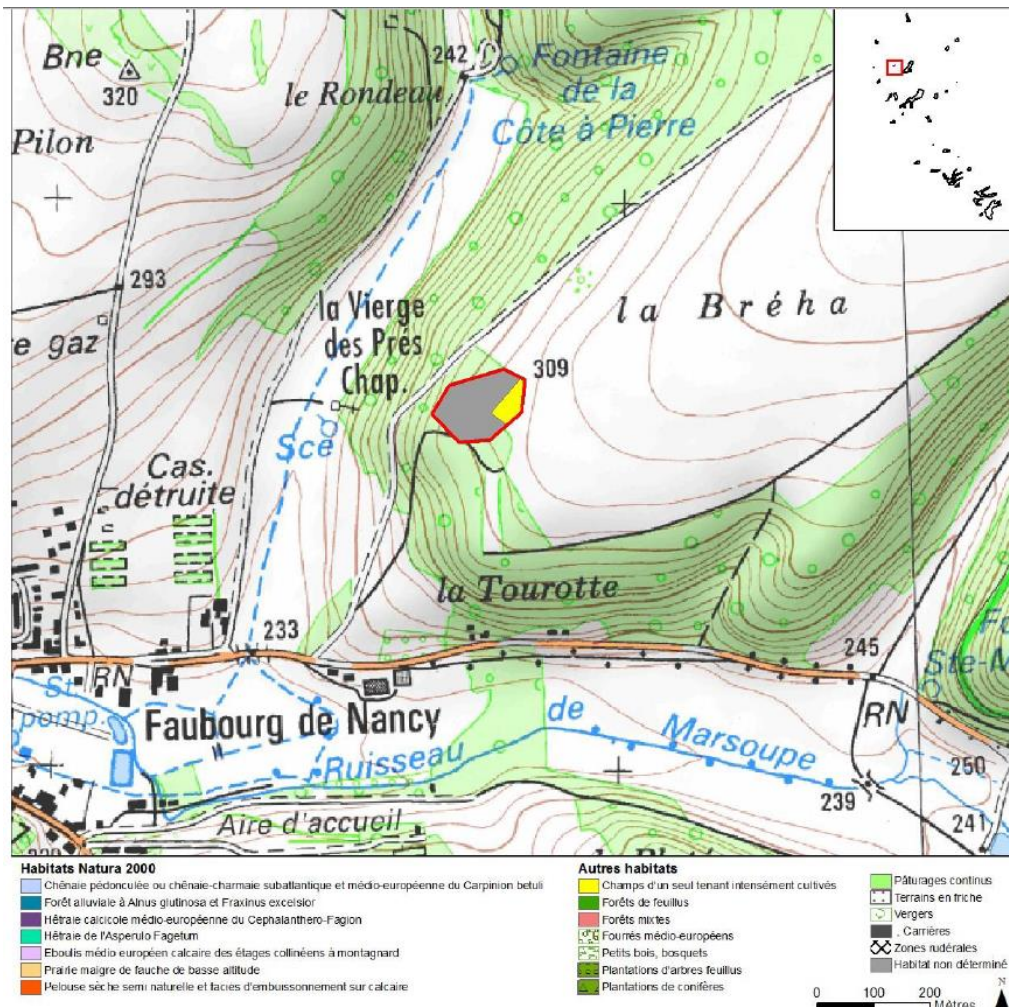 Bne
320
Pilon
le Rondeau
242
Fontaine
de la
Côte à Pierre
293
e gaz
la Vierge
des Prés
Chap.
Sce
309
la Bréha
Cas.
détruite
la Tourotte
233
245
RN
St.
pomp.
Faubourg de Nancy
Ruisseau de Marsoupe
RN
Ste-M
250
239
241
Aire d'accueil
Habitats Natura 2000
Chênaie pédonculée ou chênaie-charmaie subatlantique et médio-européenne du Carpinion betuli
Forêt alluviale à Alnus glutinosa et Fraxinus excelsior
Hêtraie calcicole médio-européenne du Cephalanthero-Fagion
Hêtraie de l'Asperulo Fagetum
Eboulis médio européen calcaire des étages collinéens à montagnard
Prairie maigre de fauche de basse altitude
Pelouse sèche semi naturelle et faciès d'embuissonnement sur calcaire
Autres habitats
Champs d'un seul tenant intensément cultivés
Forêts de feuillus
Forêts mixtes
Fourrés médio-européens
Petits bois, bosquets
Plantations d'arbres feuillus
Plantations de conifères
Pâturages continus
Terrains en friche
Vergers
, Carrières
Zones rudérales
Habitat non déterminé
0 100 200
Mètres
N